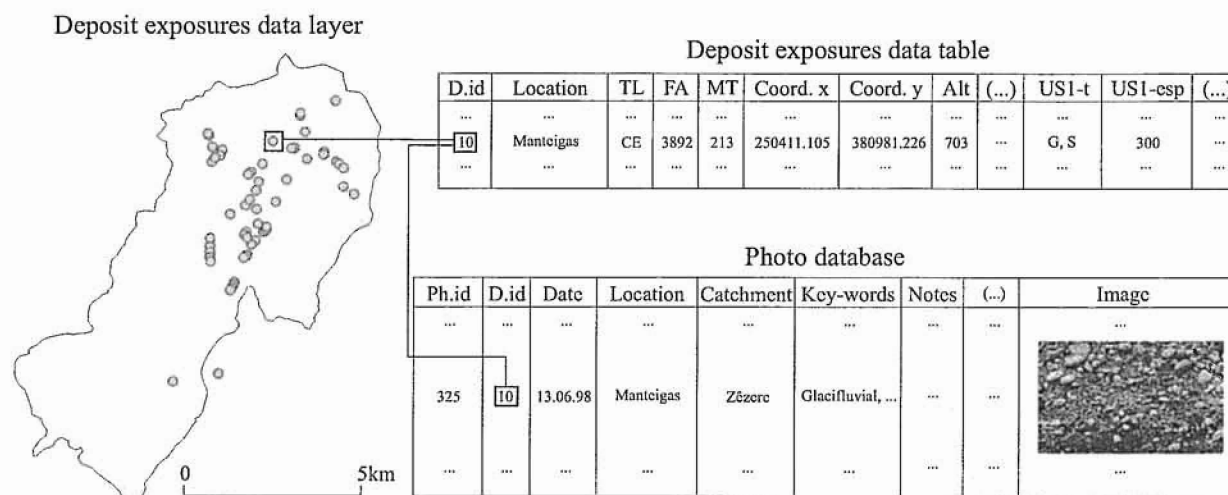 Deposit exposures data layer
0 5km
Deposit exposures data table
D.id Location TL FA MT Coord. x Coord. y Alt (...) US1-t US1-esp (...)
... ... ... ... ... ... ... ... ... ... ... ...
10 Manteigas CE 3892 213 250411.105 380981.226 703 ... G, S 300 ...
... ... ... ... ... ... ... ... ... ... ... ...
Photo database
Ph.id D.id Date Location Catchment Key-words Notes (...) Image
... ... ... ... ... ... ... ... ...
325 10 13.06.98 Manteigas Zêzere Glacifluvial, ... ... ...
... ... ... ... ... ... ... ... ...